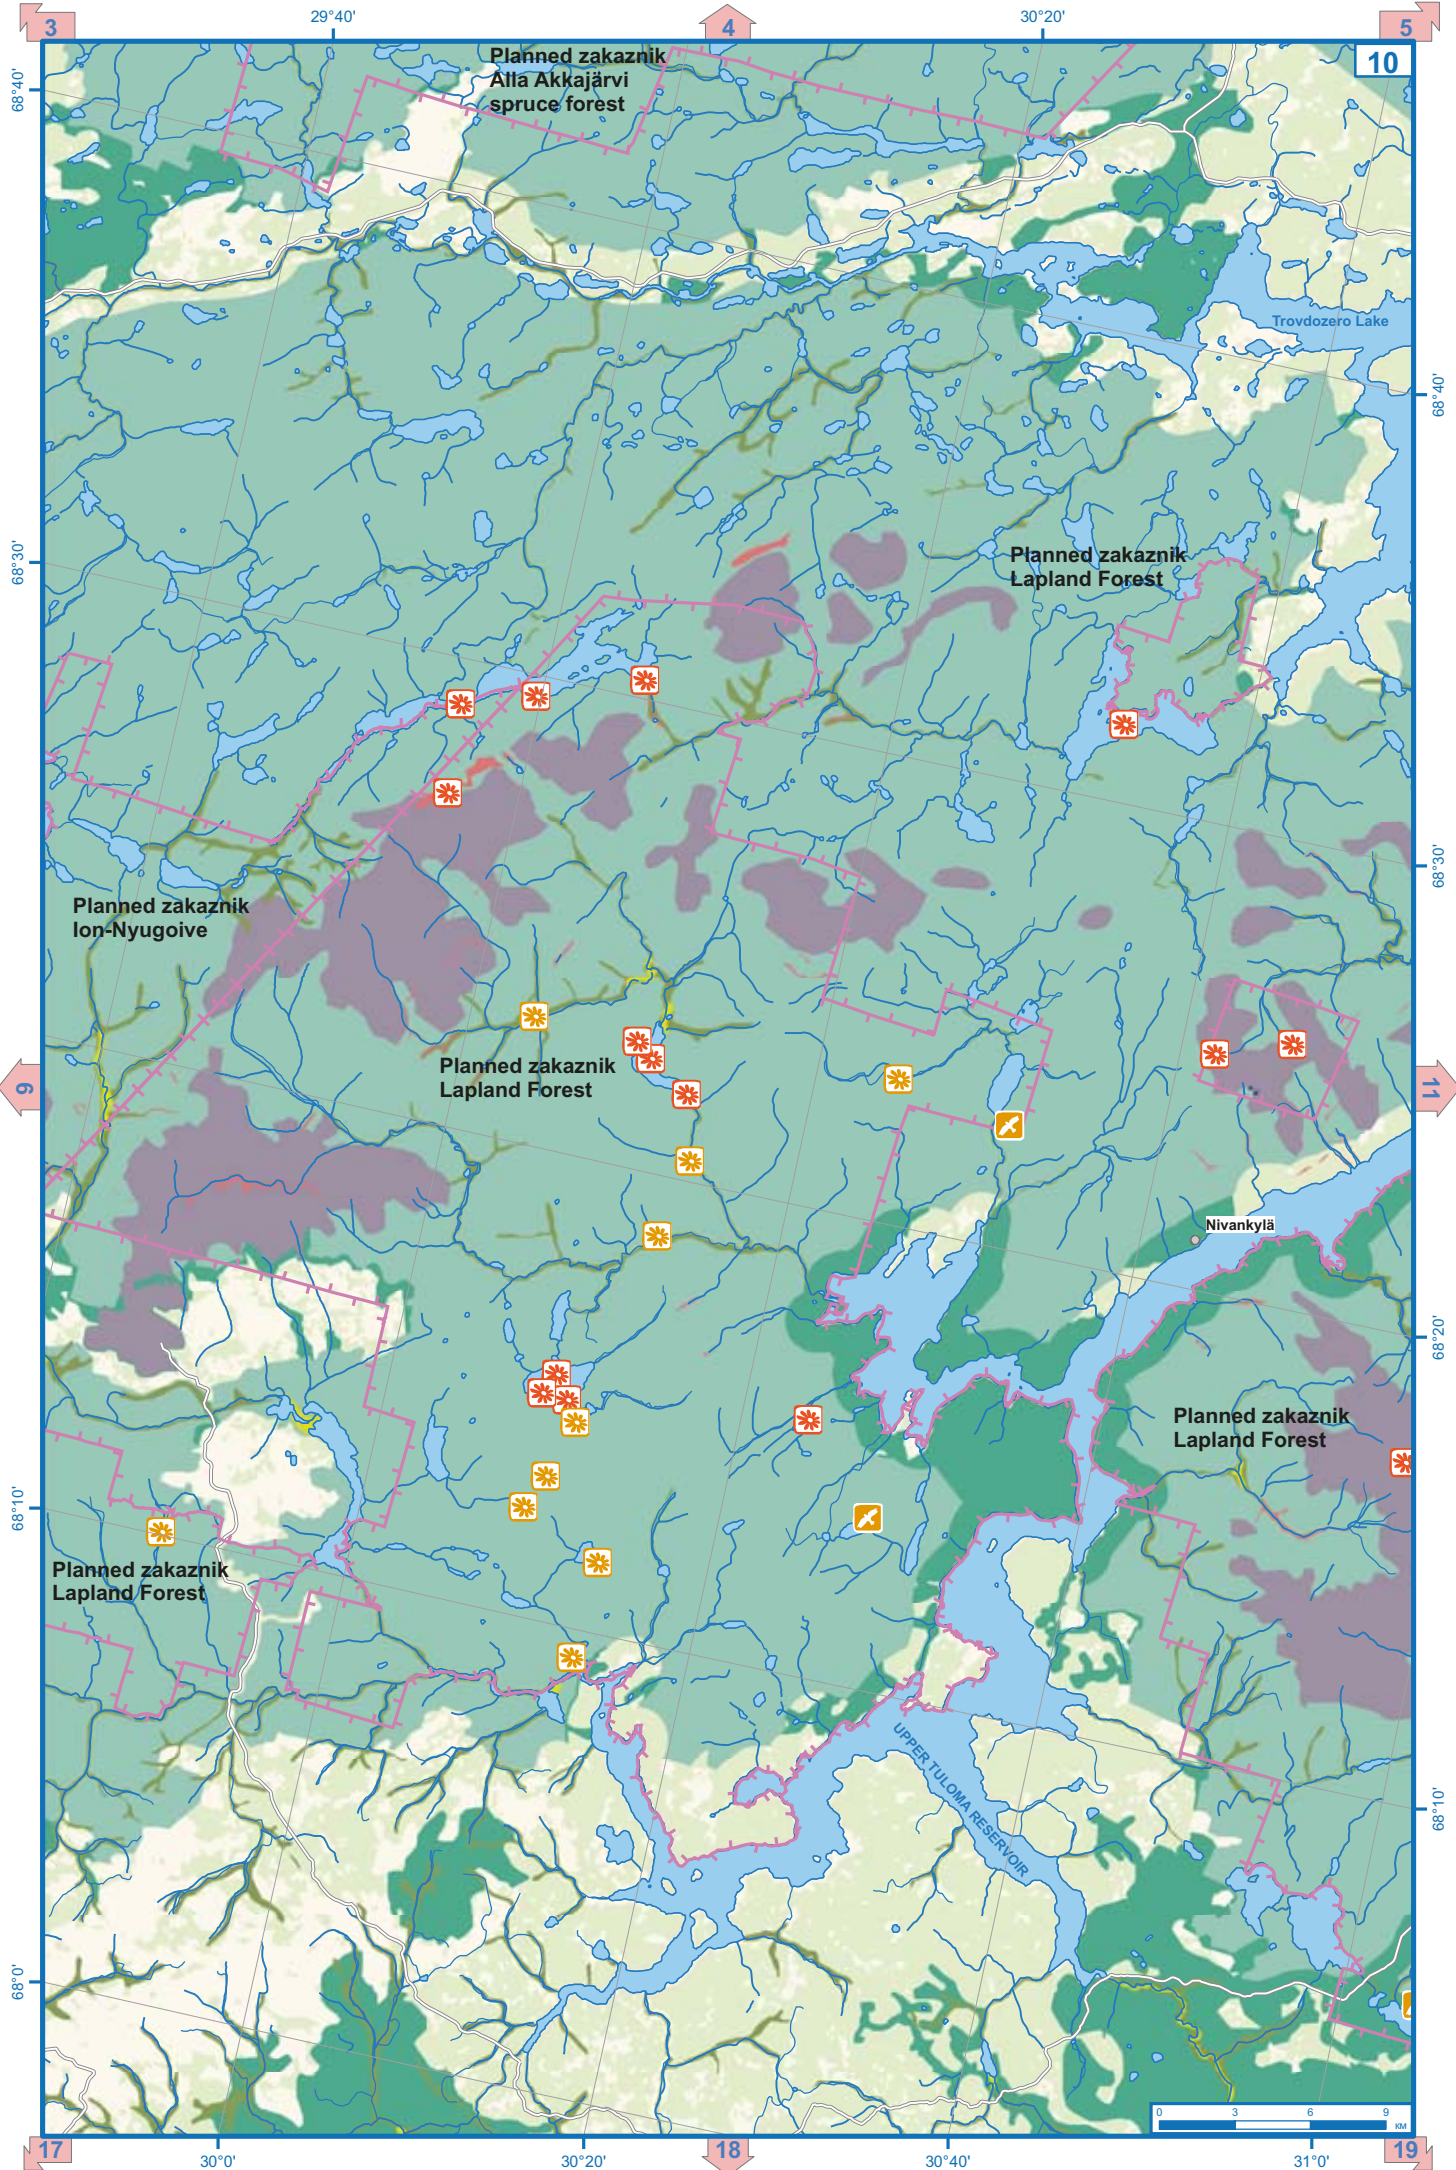 3
29°40'
4
30°20'
5
10
Planned zakaznik
Alla Akkajärvi
spruce forest
68°40'
Trovdozero Lake
68°40'
68°30'
Planned zakaznik
Lapland Forest
68°30'
Planned zakaznik
Ion-Nyugoive
Planned zakaznik
Lapland Forest
9
11
Nivankylä
68°20'
Planned zakaznik
Lapland Forest
68°10'
Planned zakaznik
Lapland Forest
UPPER TULOMA RESERVOIR
68°10'
68°0'
0 3 6 9
км
17
30°0'
30°20'
18
30°40'
31°0'
19